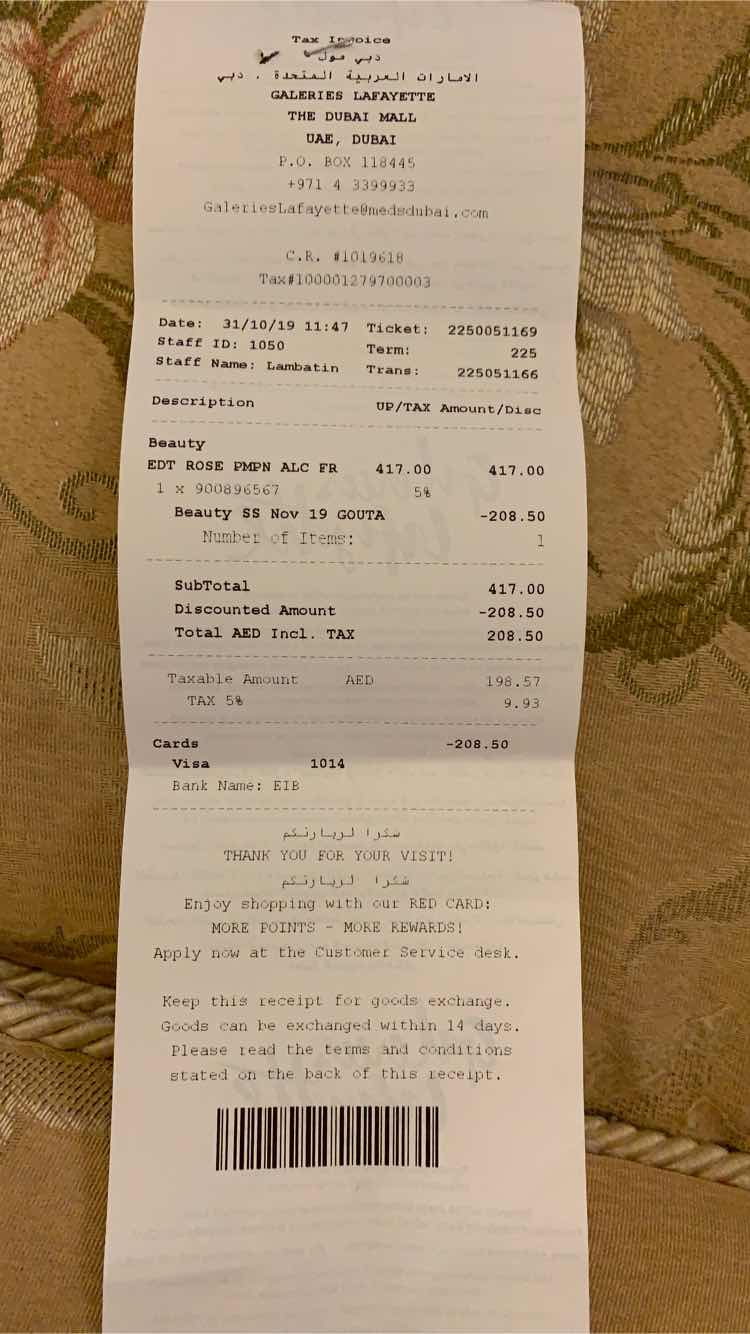 Tax Invoice
دبي مول
الامارات العربية المتحدة . دبي
GALERIES LAFAYETTE
THE DUBAI MALL
UAE, DUBAI
P.O. BOX 118445
+971 4 3399933
GaleriesLafayette@medsdubai.com
C.R. #1019618
Tax#100001279700003
Date: 31/10/19 11:47 Ticket: 2250051169
Staff ID: 1050 Term: 225
Staff Name: Lambatin Trans: 225051166
Description UP/TAX Amount/Disc
Beauty
EDT ROSE PMPN ALC FR 417.00 417.00
1 x 900896567 5%
Beauty SS Nov 19 GOUTA -208.50
Number of Items: 1
SubTotal 417.00
Discounted Amount -208.50
Total AED Incl. TAX 208.50
Taxable Amount AED 198.57
TAX 5% 9.93
Cards -208.50
Visa 1014
Bank Name: EIB
شكرا لزيارتكم
THANK YOU FOR YOUR VISIT!
شكرا لزيارتكم
Enjoy shopping with our RED CARD:
MORE POINTS - MORE REWARDS!
Apply now at the Customer Service desk.
Keep this receipt for goods exchange.
Goods can be exchanged within 14 days.
Please read the terms and conditions
stated on the back of this receipt.